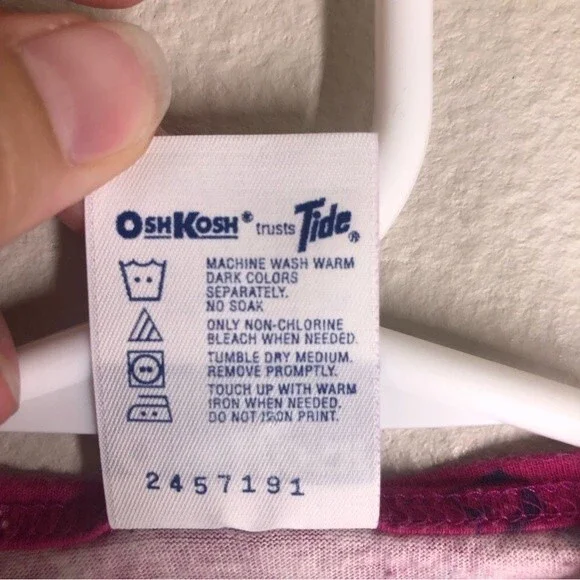 OSHKOSH® trusts Tide®
MACHINE WASH WARM
DARK COLORS
SEPARATELY.
NO SOAK
ONLY NON-CHLORINE
BLEACH WHEN NEEDED.
TUMBLE DRY MEDIUM.
REMOVE PROMPTLY.
TOUCH UP WITH WARM
IRON WHEN NEEDED.
DO NOT IRON PRINT.
2457191